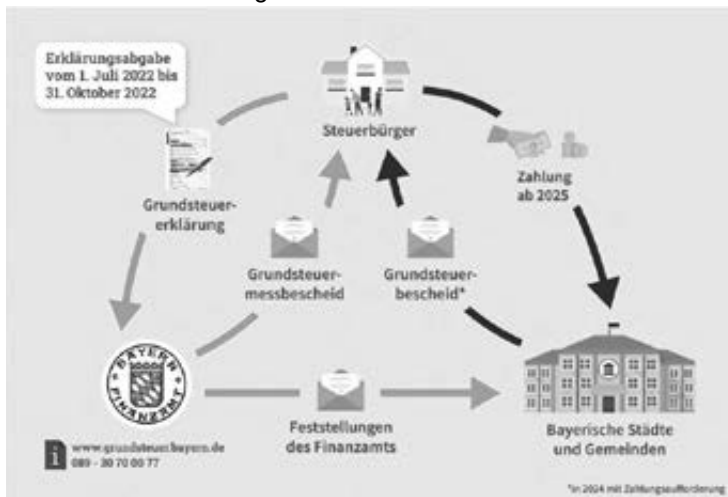 Erklärungsabgabe
vom 1. Juli 2022 bis
31. Oktober 2022
Steuerbürger
Grundsteuer-
erklärung
Zahlung
ab 2025
Grundsteuer-
messbescheid
Grundsteuer-
bescheid*
BAYERN
FINANZAMT
Feststellungen
des Finanzamts
Bayerische Städte
und Gemeinden
www.grundsteuer.bayern.de
089 - 30 70 00 77
*in 2024 mit Zahlungsaufforderung